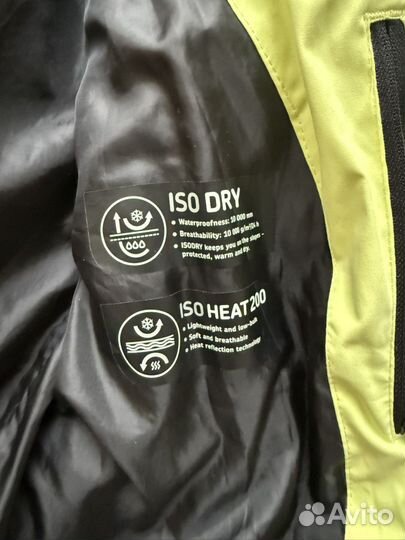 ISO DRY
• Waterproofness: 10 000 mm
• Breathability: 10 000 g/m²/24 h
• ISODRY keeps you on the slopes –
protected, warm and dry.
ISO HEAT 200
• Lightweight and low-bulk
• Soft and breathable
• Heat reflection technology
Avito